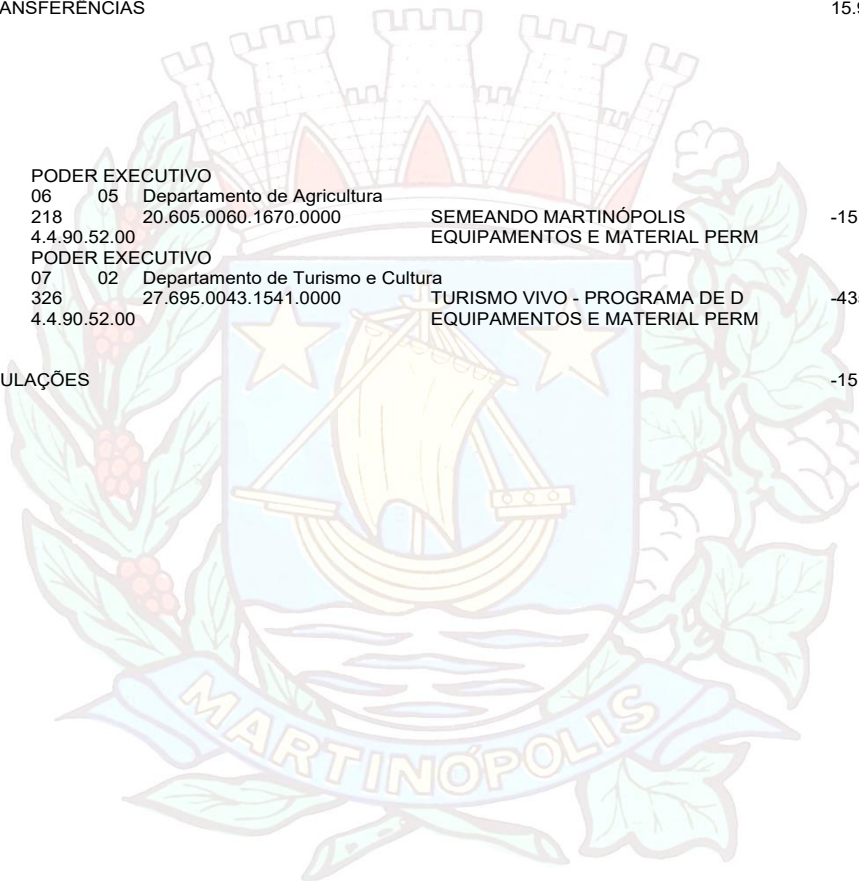 ANSFERÊNCIAS 15.9
PODER EXECUTIVO
06 05 Departamento de Agricultura
218 20.605.0060.1670.0000 SEMEANDO MARTINÓPOLIS -15
4.4.90.52.00 EQUIPAMENTOS E MATERIAL PERM
PODER EXECUTIVO
07 02 Departamento de Turismo e Cultura
326 27.695.0043.1541.0000 TURISMO VIVO - PROGRAMA DE D -43
4.4.90.52.00 EQUIPAMENTOS E MATERIAL PERM
ULAÇÕES -15
MARTINÓPOLIS